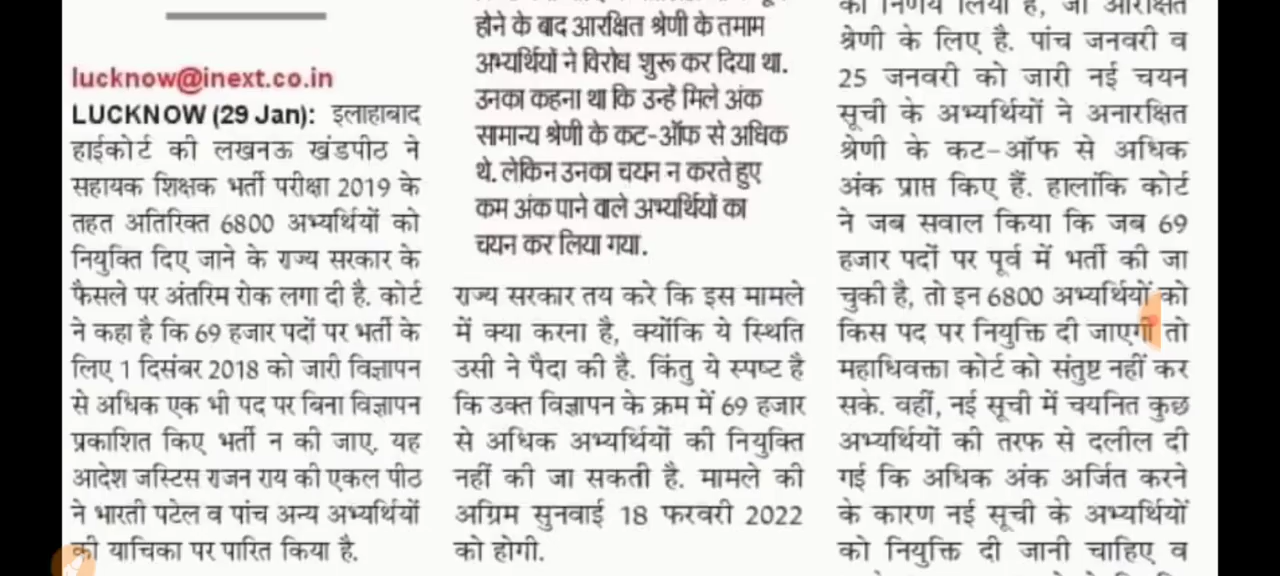 lucknow@inext.co.in
LUCKNOW (29 Jan): इलाहाबाद
हाईकोर्ट की लखनऊ खंडपीठ ने
सहायक शिक्षक भर्ती परीक्षा 2019 के
तहत अतिरिक्त 6800 अभ्यर्थियों को
नियुक्ति दिए जाने के राज्य सरकार के
फैसले पर अंतरिम रोक लगा दी है. कोर्ट
ने कहा है कि 69 हजार पदों पर भर्ती के
लिए 1 दिसंबर 2018 को जारी विज्ञापन
से अधिक एक भी पद पर बिना विज्ञापन
प्रकाशित किए भर्ती न की जाए. यह
आदेश जस्टिस राजन राय की एकल पीठ
ने भारती पटेल व पांच अन्य अभ्यर्थियों
की याचिका पर पारित किया है.
होने के बाद आरक्षित श्रेणी के तमाम
अभ्यर्थियों ने विरोध शुरू कर दिया था.
उनका कहना था कि उन्हें मिले अंक
सामान्य श्रेणी के कट-ऑफ से अधिक
थे. लेकिन उनका चयन न करते हुए
कम अंक पाने वाले अभ्यर्थियों का
चयन कर लिया गया.
राज्य सरकार तय करे कि इस मामले
में क्या करना है, क्योंकि ये स्थिति
उसी ने पैदा की है. किंतु ये स्पष्ट है
कि उक्त विज्ञापन के क्रम में 69 हजार
से अधिक अभ्यर्थियों की नियुक्ति
नहीं की जा सकती है. मामले की
अग्रिम सुनवाई 18 फरवरी 2022
को होगी.
का निर्णय लिया है, जो आरक्षित
श्रेणी के लिए है. पांच जनवरी व
25 जनवरी को जारी नई चयन
सूची के अभ्यर्थियों ने अनारक्षित
श्रेणी के कट-ऑफ से अधिक
अंक प्राप्त किए हैं. हालांकि कोर्ट
ने जब सवाल किया कि जब 69
हजार पदों पर पूर्व में भर्ती की जा
चुकी है, तो इन 6800 अभ्यर्थियों को
किस पद पर नियुक्ति दी जाएगी तो
महाधिवक्ता कोर्ट को संतुष्ट नहीं कर
सके. वहीं, नई सूची में चयनित कुछ
अभ्यर्थियों की तरफ से दलील दी
गई कि अधिक अंक अर्जित करने
के कारण नई सूची के अभ्यर्थियों
को नियुक्ति दी जानी चाहिए व